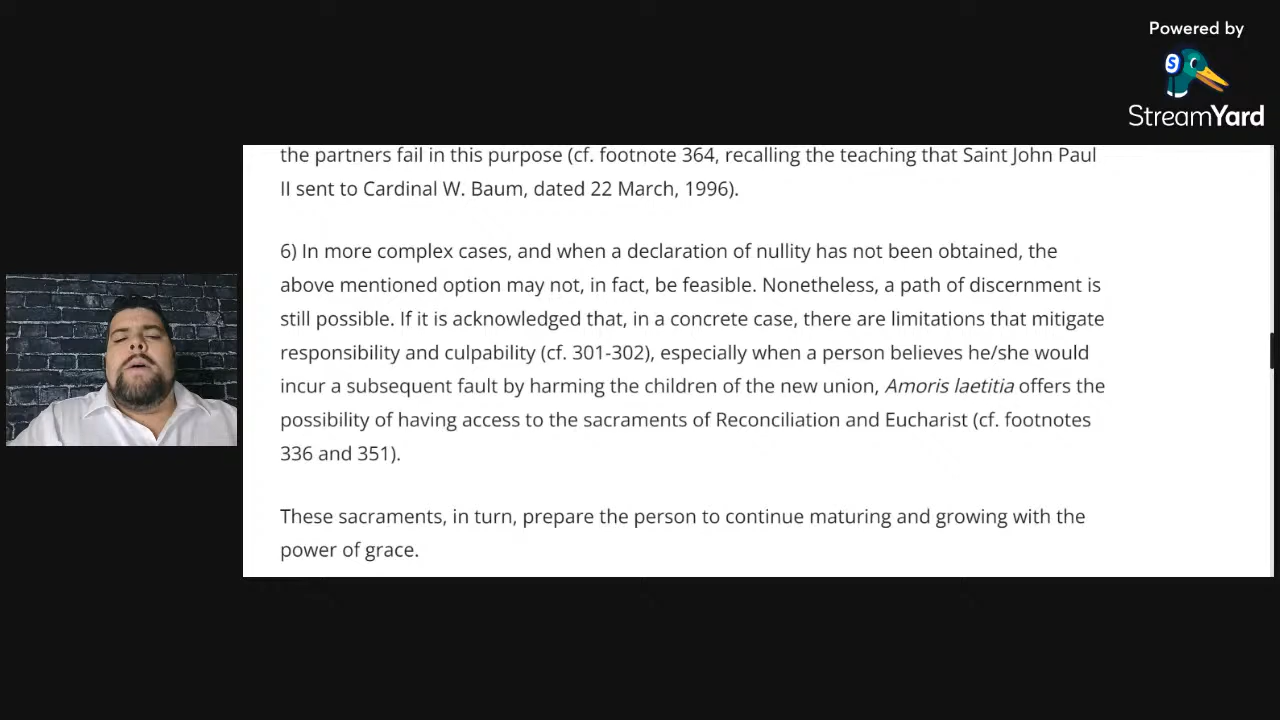 Powered by
StreamYard
the partners fail in this purpose (cf. footnote 364, recalling the teaching that Saint John Paul
II sent to Cardinal W. Baum, dated 22 March, 1996).
6) In more complex cases, and when a declaration of nullity has not been obtained, the
above mentioned option may not, in fact, be feasible. Nonetheless, a path of discernment is
still possible. If it is acknowledged that, in a concrete case, there are limitations that mitigate
responsibility and culpability (cf. 301-302), especially when a person believes he/she would
incur a subsequent fault by harming the children of the new union, Amoris laetitia offers the
possibility of having access to the sacraments of Reconciliation and Eucharist (cf. footnotes
336 and 351).
These sacraments, in turn, prepare the person to continue maturing and growing with the
power of grace.